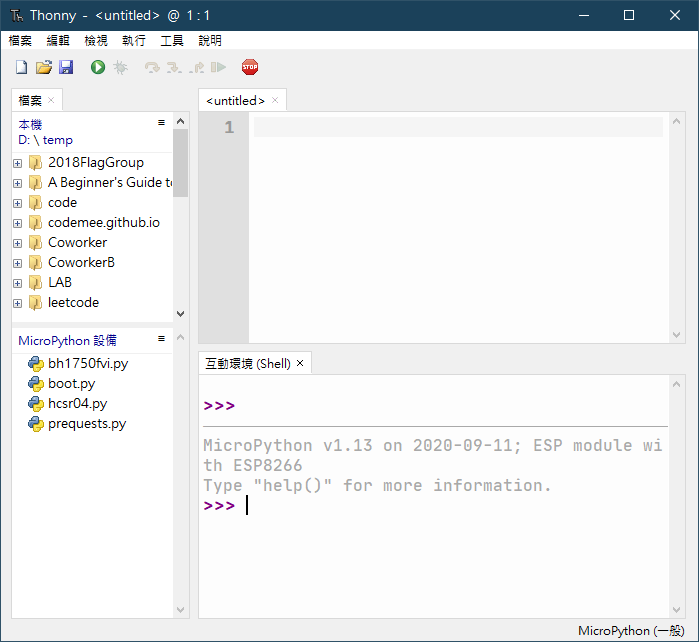 Thonny - <untitled> @ 1 : 1
檔案 編輯 檢視 執行 工具 說明
STOP
檔案 ×
本機
D: \ temp
2018FlagGroup
A Beginner's Guide to
code
codemee.github.io
Coworker
CoworkerB
LAB
leetcode
MicroPython 設備
bh1750fvi.py
boot.py
hcsr04.py
prequests.py
<untitled> ×
1
互動環境 (Shell) ×
>>>
MicroPython v1.13 on 2020-09-11; ESP module wi
th ESP8266
Type "help()" for more information.
>>>
MicroPython (一般)